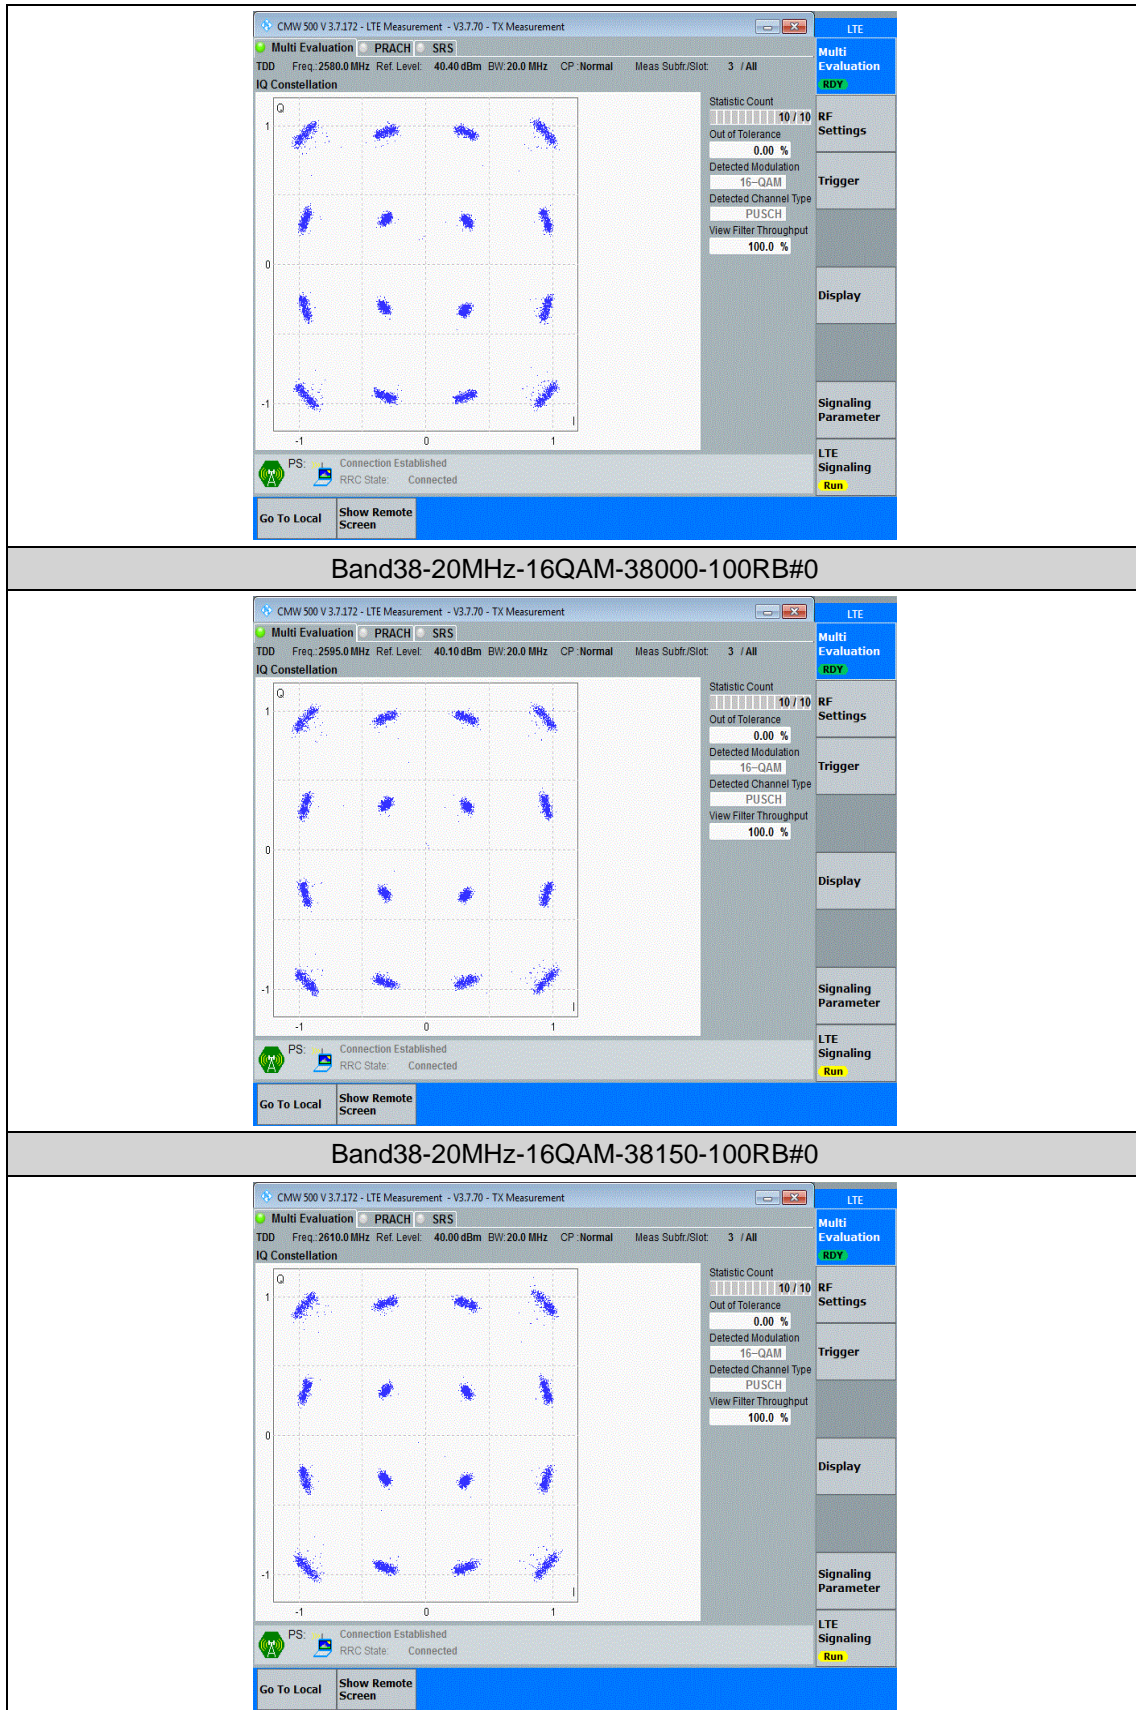 CMW 500 V 3.7.172 - LTE Measurement - V3.7.70 - TX Measurement
LTE
Multi Evaluation PRACH SRS
Multi
Evaluation
RDY
TDD Freq.:2580.0 MHz Ref. Level: 40.40 dBm BW:20.0 MHz CP :Normal Meas Subfr./Slot: 3 / All
IQ Constellation
Q
1
0
-1
-1 0 1
I
Statistic Count
10 / 10
Out of Tolerance
0.00 %
Detected Modulation
16-QAM
Detected Channel Type
PUSCH
View Filter Throughput
100.0 %
RF
Settings
Trigger
Display
Signaling
Parameter
LTE
Signaling
Run
PS: Connection Established
RRC State: Connected
Go To Local Show Remote
Screen
Band38-20MHz-16QAM-38000-100RB#0
CMW 500 V 3.7.172 - LTE Measurement - V3.7.70 - TX Measurement
LTE
Multi Evaluation PRACH SRS
Multi
Evaluation
RDY
TDD Freq.:2595.0 MHz Ref. Level: 40.10 dBm BW:20.0 MHz CP :Normal Meas Subfr./Slot: 3 / All
IQ Constellation
Q
1
0
-1
-1 0 1
I
Statistic Count
10 / 10
Out of Tolerance
0.00 %
Detected Modulation
16-QAM
Detected Channel Type
PUSCH
View Filter Throughput
100.0 %
RF
Settings
Trigger
Display
Signaling
Parameter
LTE
Signaling
Run
PS: Connection Established
RRC State: Connected
Go To Local Show Remote
Screen
Band38-20MHz-16QAM-38150-100RB#0
CMW 500 V 3.7.172 - LTE Measurement - V3.7.70 - TX Measurement
LTE
Multi Evaluation PRACH SRS
Multi
Evaluation
RDY
TDD Freq.:2610.0 MHz Ref. Level: 40.00 dBm BW:20.0 MHz CP :Normal Meas Subfr./Slot: 3 / All
IQ Constellation
Q
1
0
-1
-1 0 1
I
Statistic Count
10 / 10
Out of Tolerance
0.00 %
Detected Modulation
16-QAM
Detected Channel Type
PUSCH
View Filter Throughput
100.0 %
RF
Settings
Trigger
Display
Signaling
Parameter
LTE
Signaling
Run
PS: Connection Established
RRC State: Connected
Go To Local Show Remote
Screen